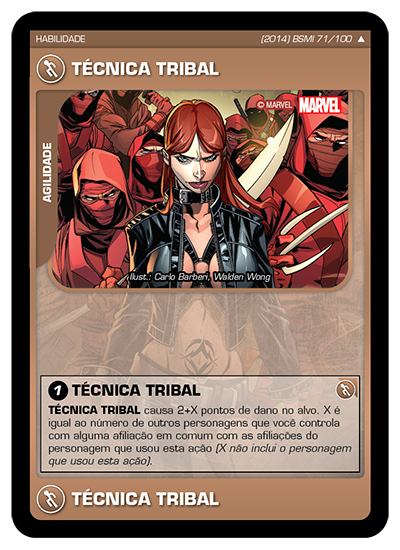 HABILIDADE
(2014) BSMI 71/100 ▲
TÉCNICA TRIBAL
© MARVEL MARVEL
AGILIDADE
Ilust.: Carlo Barberi, Walden Wong
1 TÉCNICA TRIBAL
TÉCNICA TRIBAL causa 2+X pontos de dano no alvo. X é
igual ao número de outros personagens que você controla
com alguma afiliação em comum com as afiliações do
personagem que usou esta ação (X não inclui o personagem
que usou esta ação).
TÉCNICA TRIBAL